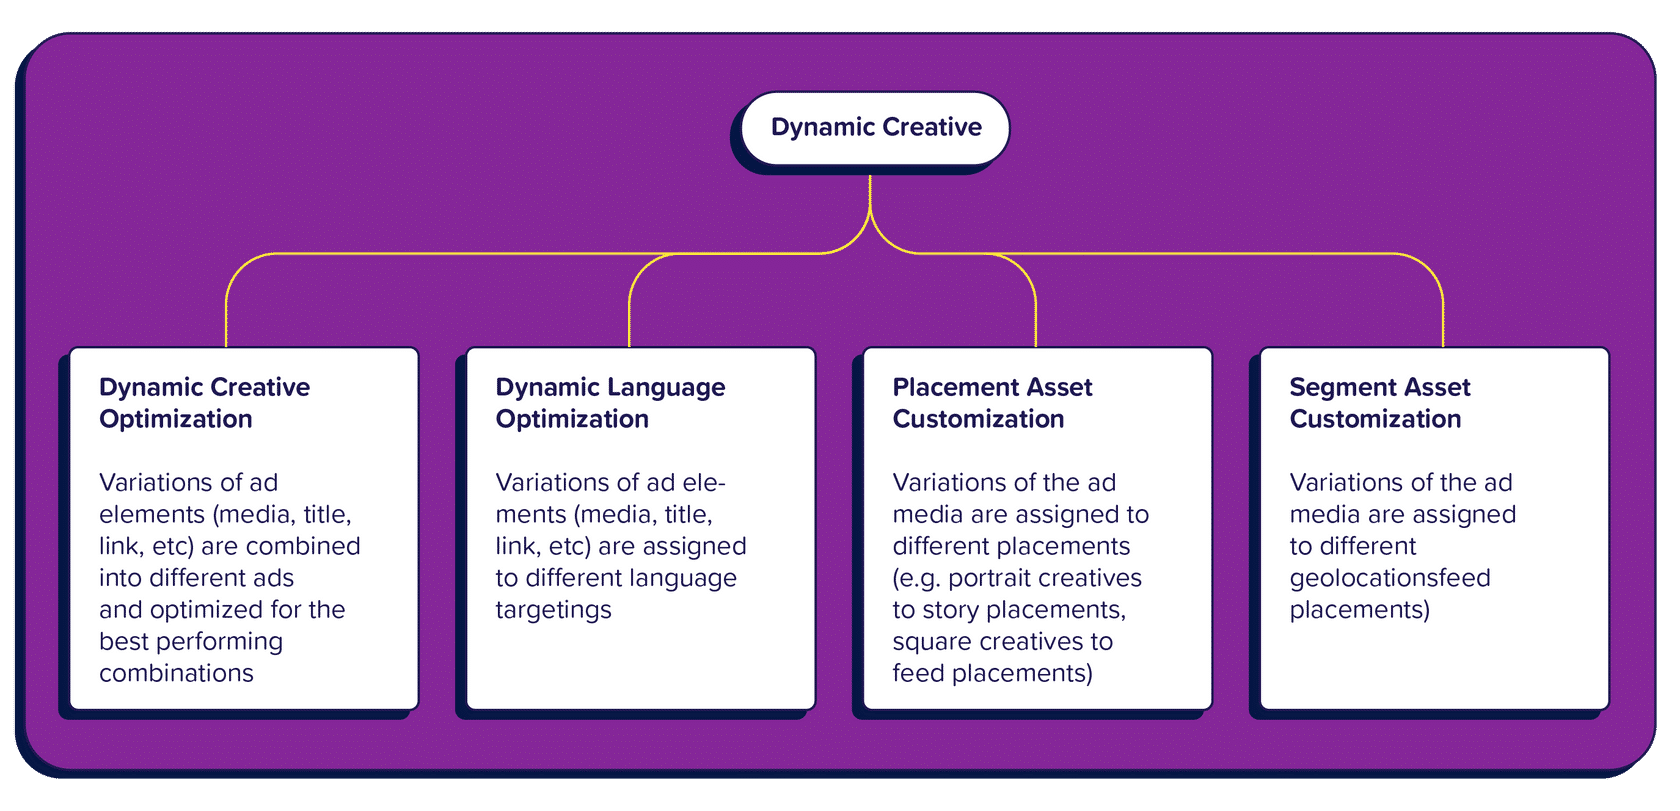 Dynamic Creative
Dynamic Creative
Optimization
Variations of ad
elements (media, title,
link, etc) are combined
into different ads
and optimized for the
best performing
combinations
Dynamic Language
Optimization
Variations of ad ele-
ments (media, title,
link, etc) are assigned
to different language
targetings
Placement Asset
Customization
Variations of the ad
media are assigned to
different placements
(e.g. portrait creatives
to story placements,
square creatives to
feed placements)
Segment Asset
Customization
Variations of the ad
media are assigned
to different
geolocationsfeed
placements)